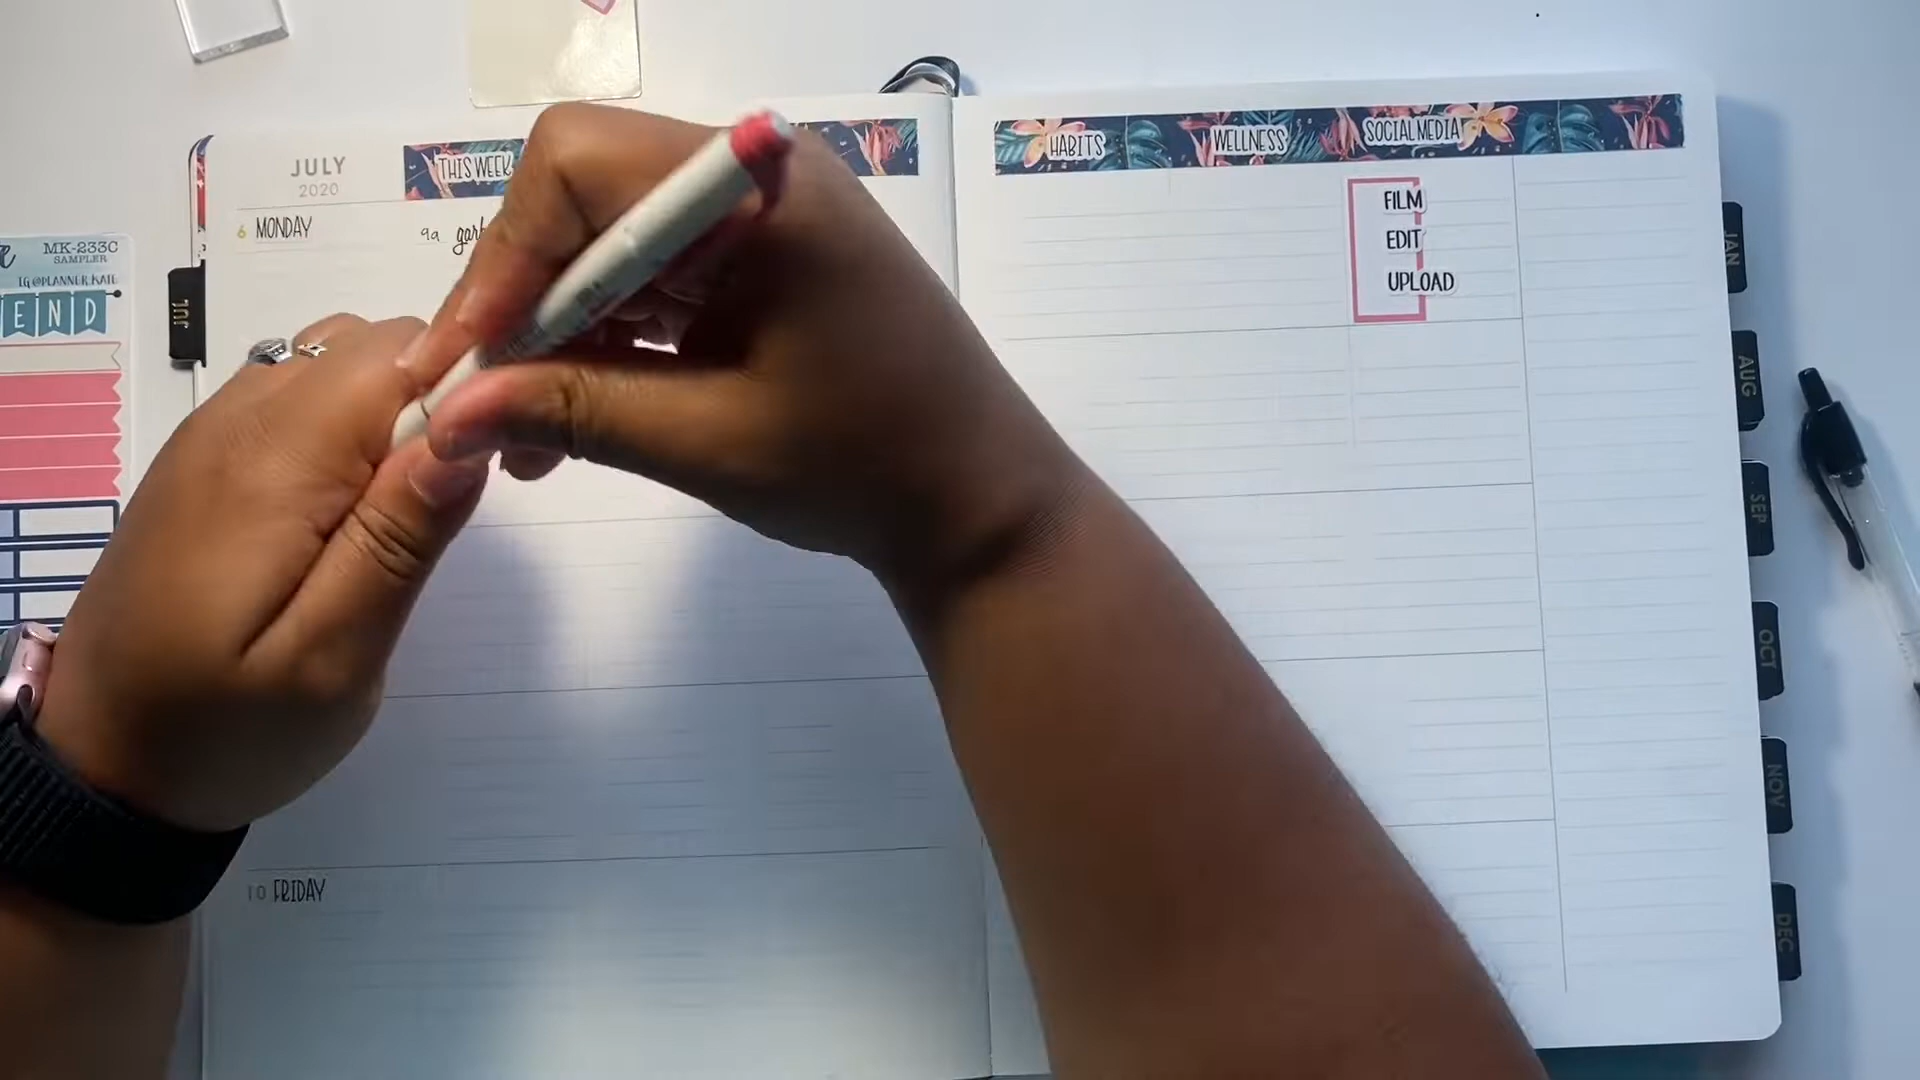 MK-233C
SAMPLER
I.G @PLANNER.KATE
END
JUL
JULY
2020
THIS WEEK
6 MONDAY
9a
10 FRIDAY
HABITS
WELLNESS
SOCIAL MEDIA
FILM
EDIT
UPLOAD
JAN
AUG
SEP
OCT
NOV
DEC